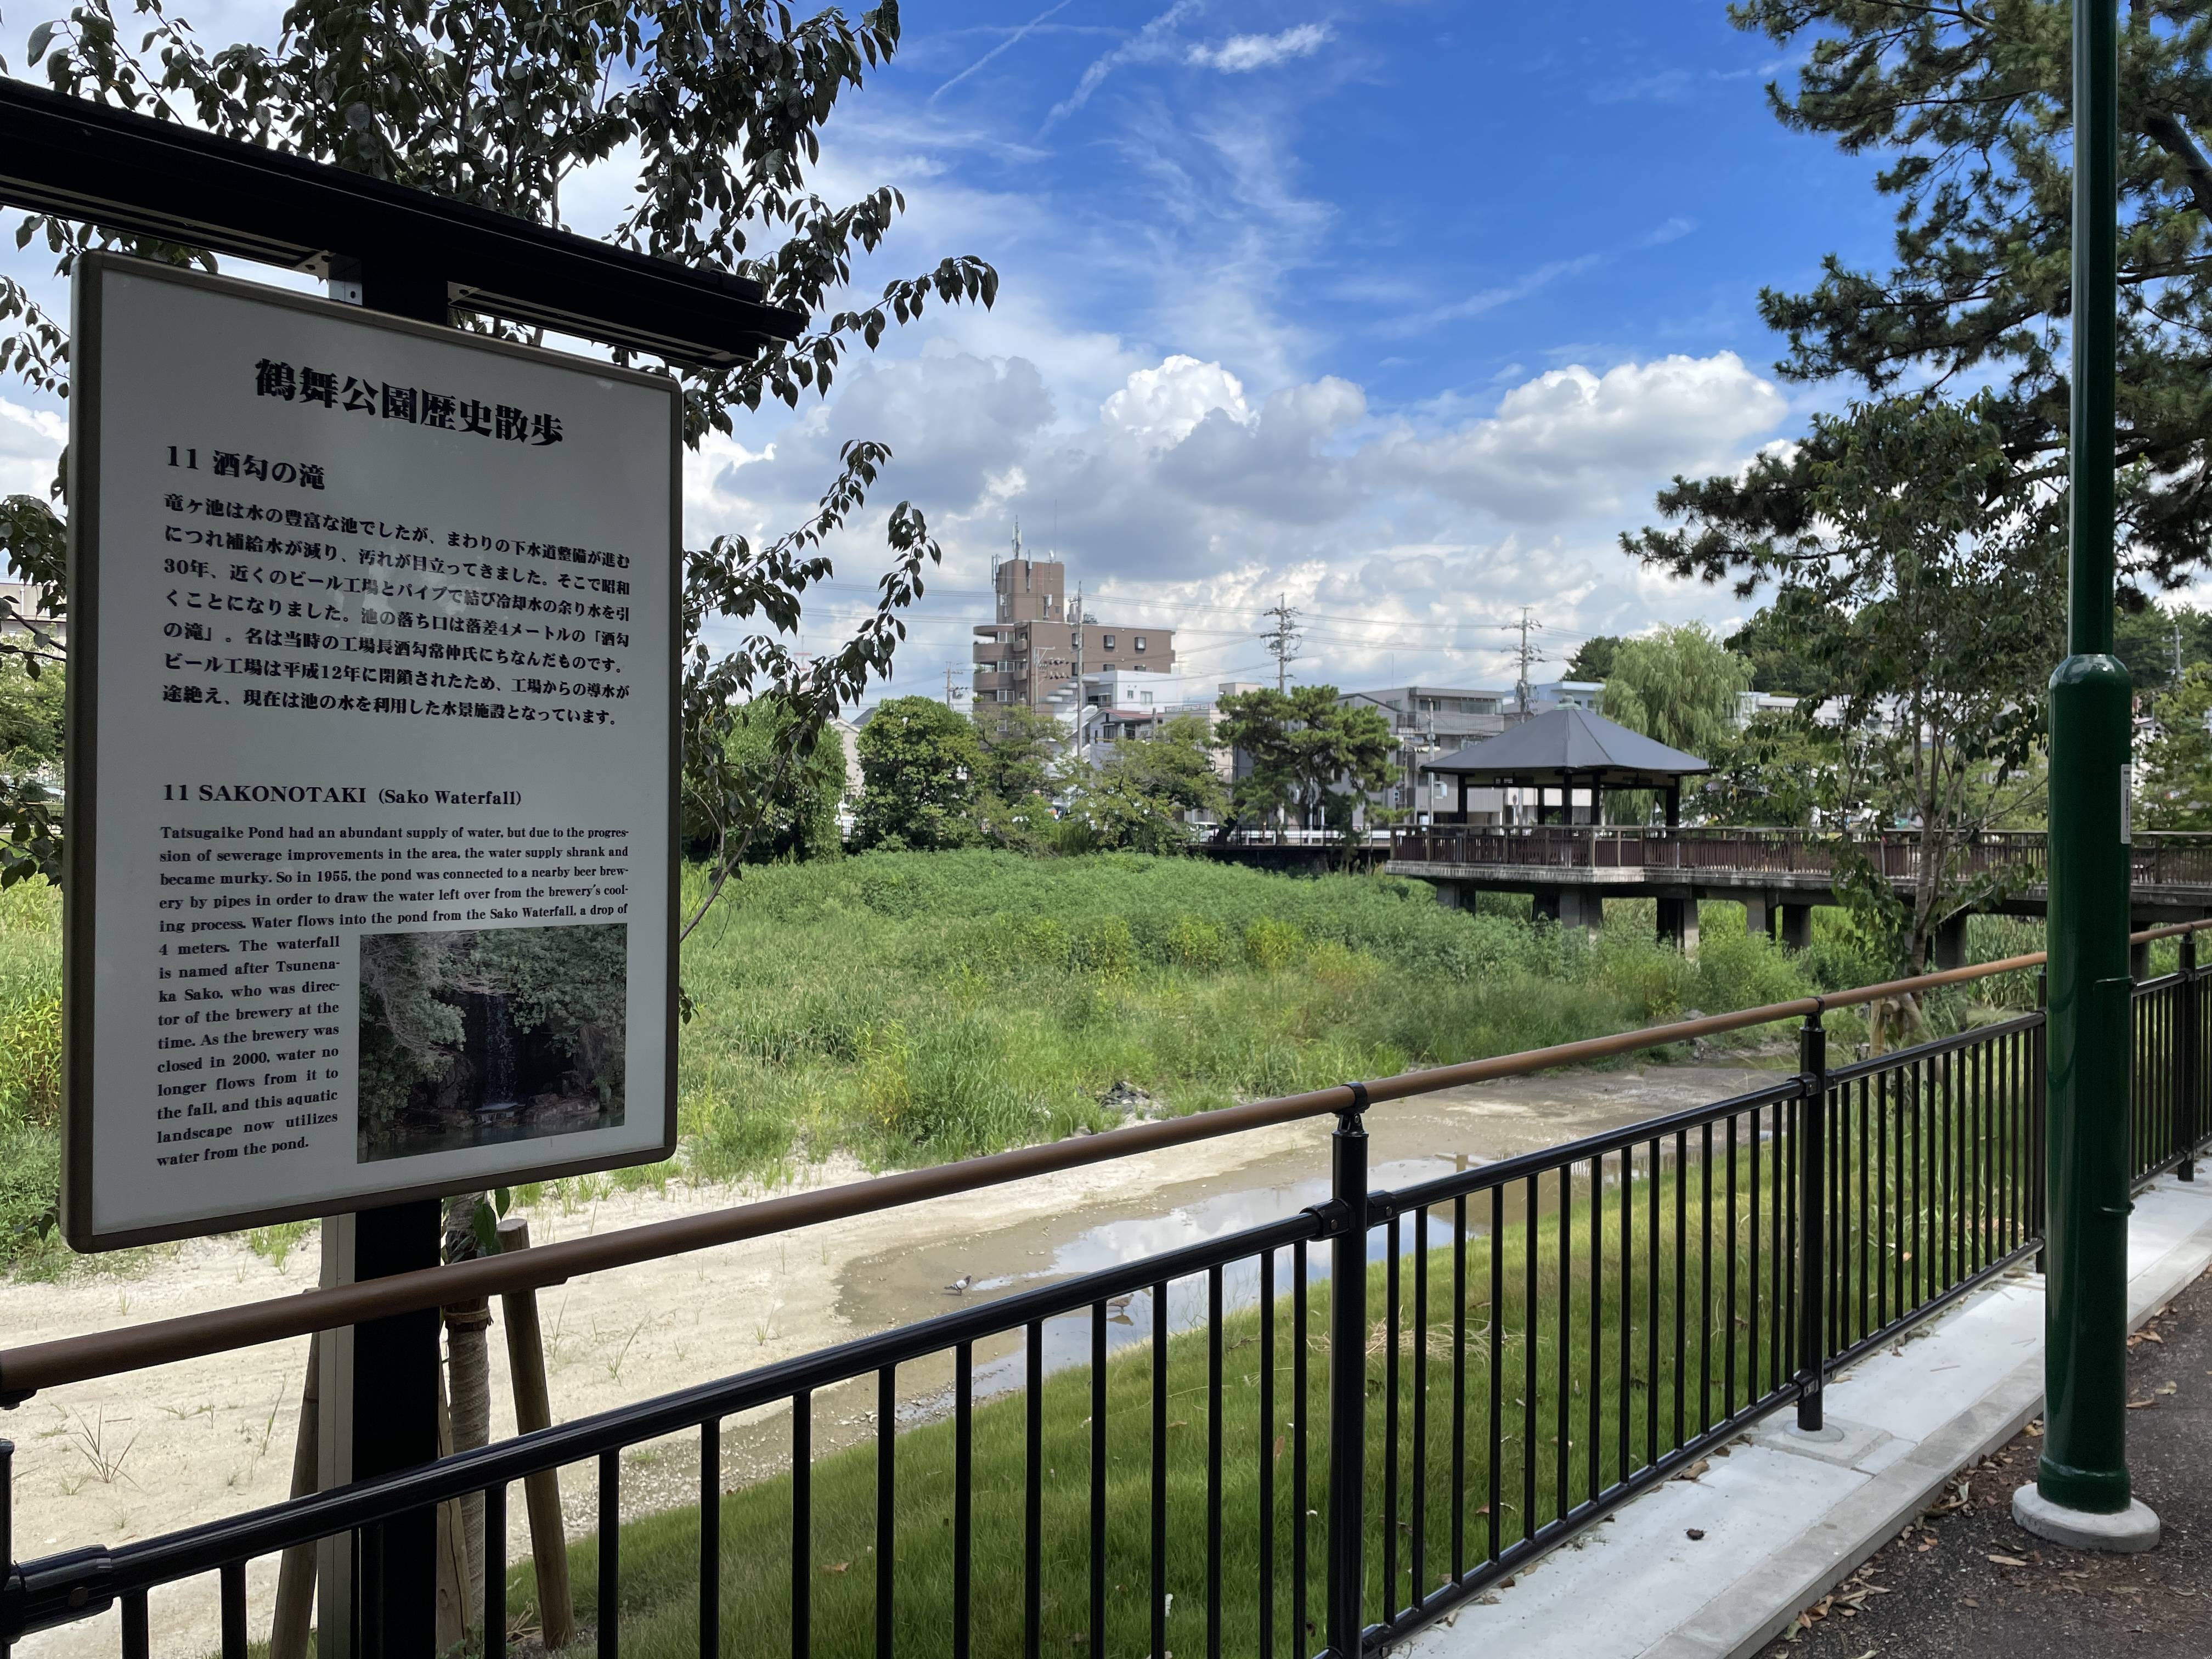 鶴舞公園歴史散歩
11 酒匂の滝
竜ヶ池は水の豊富な池でしたが、まわりの下水道整備が進む
につれ補給水が減り、汚れが目立ってきました。そこで昭和
30年、近くのビール工場とパイプで結び冷却水の余り水を引
くことになりました。池の落ち口は落差4メートルの「酒匂
の滝」。名は当時の工場長酒匂常仲氏にちなんだものです。
ビール工場は平成12年に閉鎖されたため、工場からの導水が
途絶え、現在は池の水を利用した水景施設となっています。
11 SAKONOTAKI (Sako Waterfall)
Tatsugaike Pond had an abundant supply of water, but due to the progres-
sion of sewerage improvements in the area, the water supply shrank and
became murky. So in 1955, the pond was connected to a nearby beer brew-
ery by pipes in order to draw the water left over from the brewery's cool-
ing process. Water flows into the pond from the Sako Waterfall, a drop of
4 meters. The waterfall
is named after Tsunena-
ka Sako, who was direc-
tor of the brewery at the
time. As the brewery was
closed in 2000, water no
longer flows from it to
the fall, and this aquatic
landscape now utilizes
water from the pond.